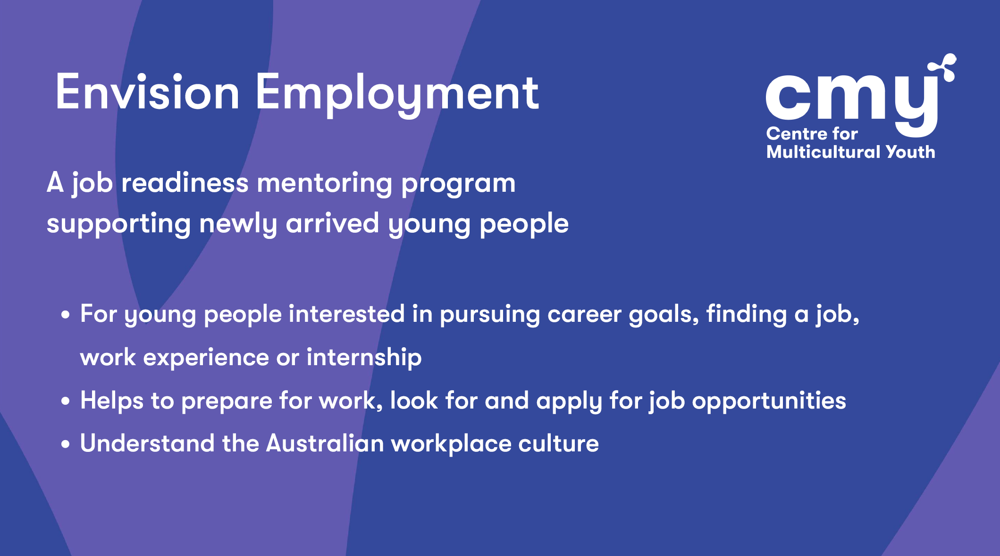 Envision Employment
cmy
Centre for
Multicultural Youth
A job readiness mentoring program
supporting newly arrived young people
• For young people interested in pursuing career goals, finding a job,
work experience or internship
• Helps to prepare for work, look for and apply for job opportunities
• Understand the Australian workplace culture